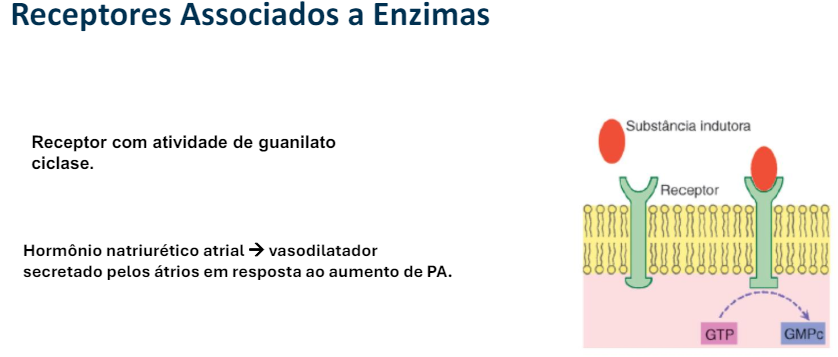 Receptores Associados a Enzimas
Substância indutora
Receptor com atividade de guanilato
ciclase.
Receptor
Hormônio natriurético atrial → vasodilatador
secretado pelos átrios em resposta ao aumento de PA.
GTP
GMPc